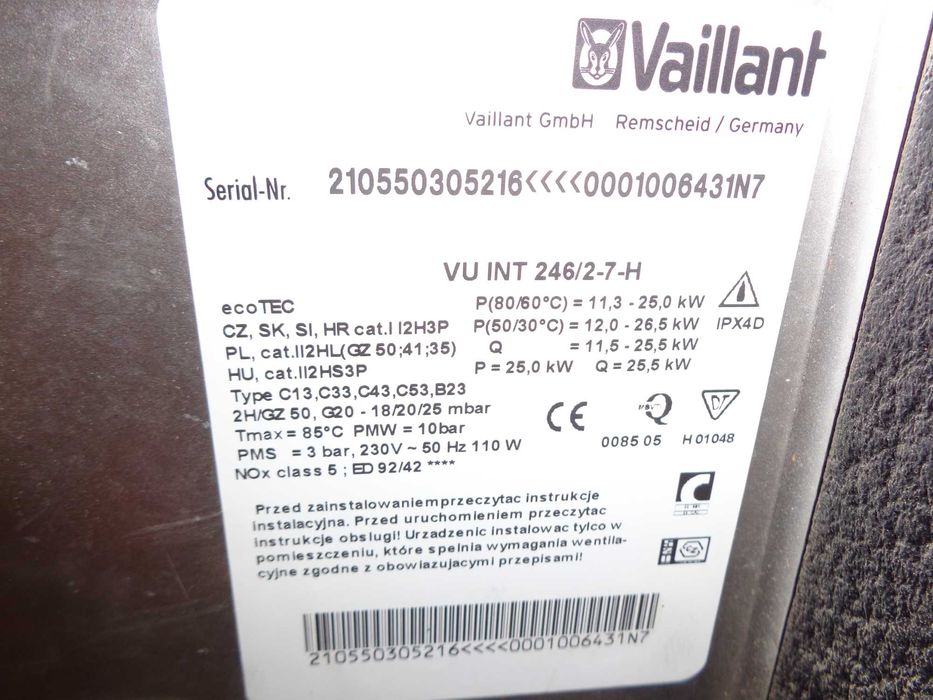 Vaillant
Vaillant GmbH Remscheid / Germany
Serial-Nr. 210550305216<<<<0001006431N7
VU INT 246/2-7-H
ecoTEC P(80/60°C) = 11,3 - 25,0 kW
CZ, SK, SI, HR cat.I I2H3P P(50/30°C) = 12,0 - 26,5 kW IPX4D
PL, cat.II2HL(GZ 50;41;35) Q = 11,5 - 25,5 kW
HU, cat.II2HS3P P = 25,0 kW Q = 25,5 kW
Type C13,C33,C43,C53,B23
2H/GZ 50, G20 - 18/20/25 mbar CE
Tmax = 85°C PMW = 10bar
PMS = 3 bar, 230V ~ 50 Hz 110 W 0085 05 H 01048
NOx class 5 ; ED 92/42 ****
Przed zainstalowaniemprzeczytac instrukcje
instalacyjna. Przed uruchomieniem przeczytac
instrukcje obslugi! Urzadzenic instalowac tylco w
pomieszczeniu, które spelnia wymagania wentila-
cyjne zgodne z obowiazujacymi przepisami!
210550305216<<<<0001006431N7